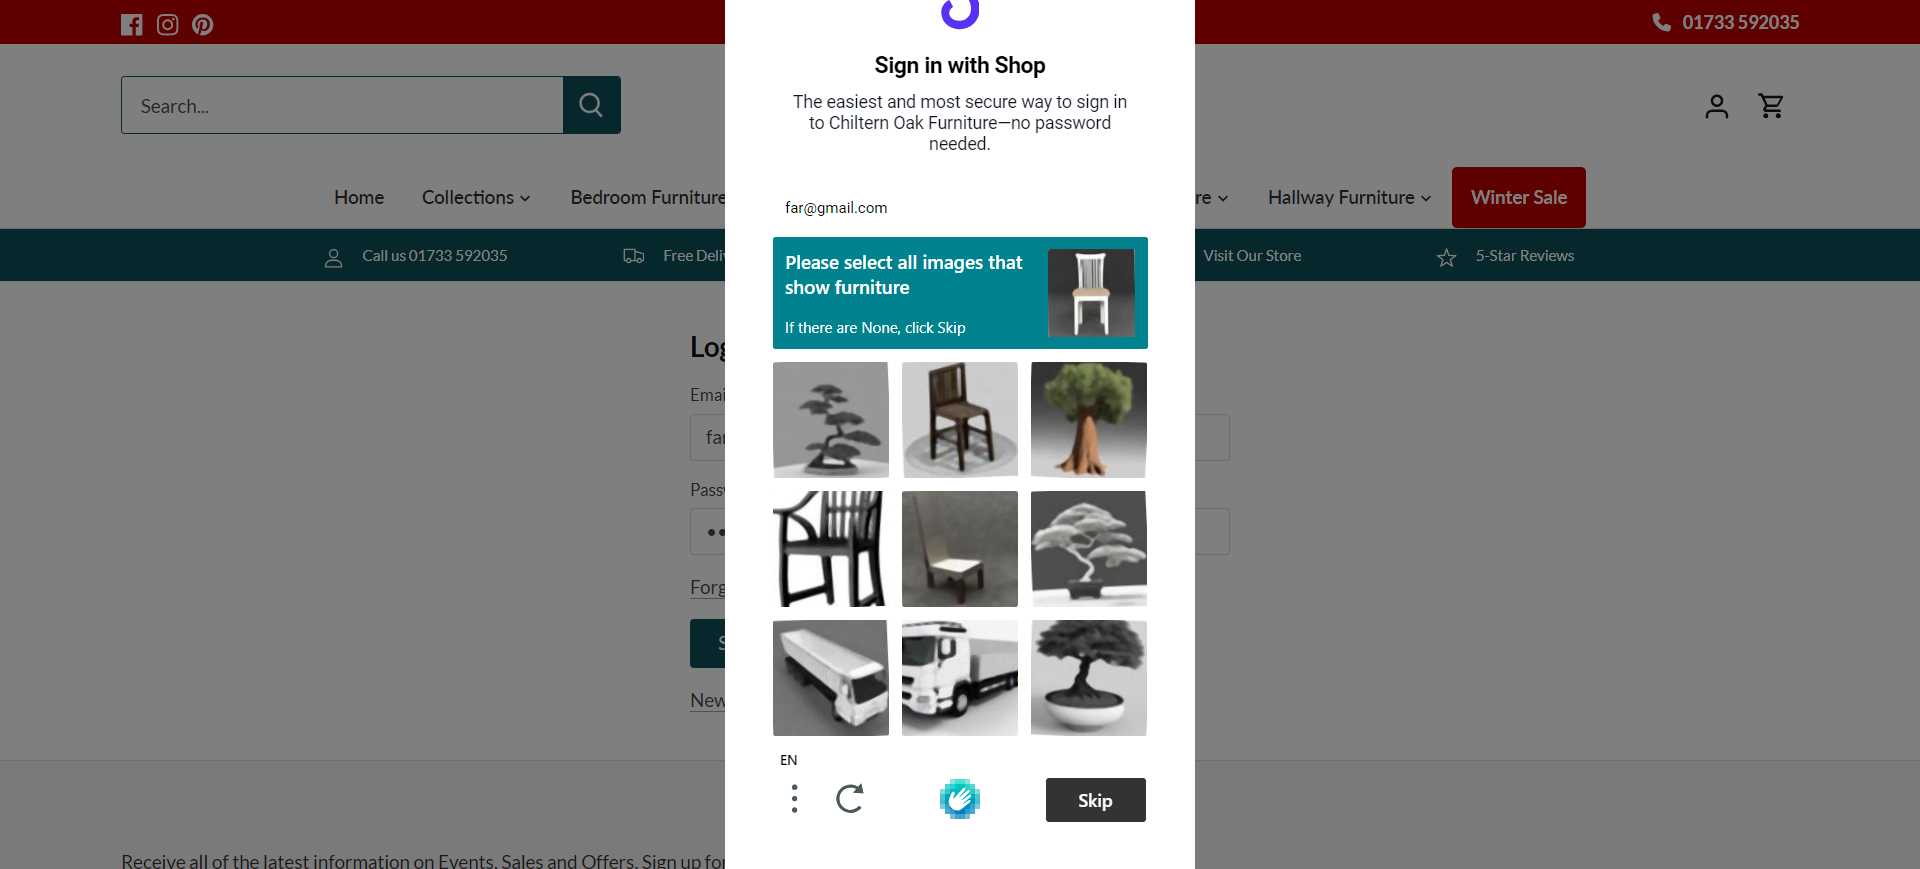 01733 592035
Search...
Home
Collections
Bedroom Furniture
re
Hallway Furniture
Winter Sale
Call us 01733 592035
Free Deli
Visit Our Store
5-Star Reviews
Sign in with Shop
The easiest and most secure way to sign in
to Chiltern Oak Furniture—no password
needed.
far@gmail.com
Please select all images that
show furniture
If there are None, click Skip
Log
Emai
far
Pass
Forg
S
New
EN
Skip
Receive all of the latest information on Events, Sales and Offers. Sign up for